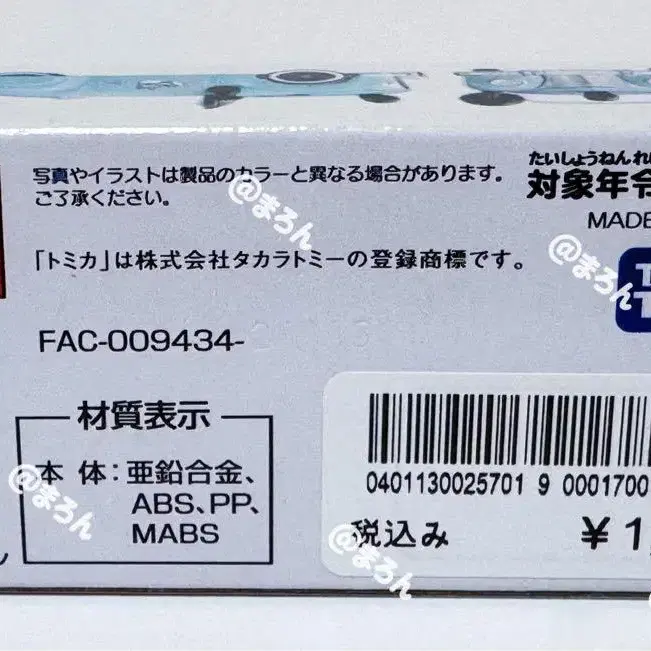 写真やイラストは製品のカラーと異なる場合があります。
ご了承ください。
「トミカ」は株式会社タカラトミーの登録商標です。
FAC-009434-
たいしょうねんれ
対象年令
MADE
材質表示
本 体：亜鉛合金、
ABS、PP、
MABS
0401130025701 9 0001700
税込み
¥1,
@まろん
@まろん
@まろん
@まろん